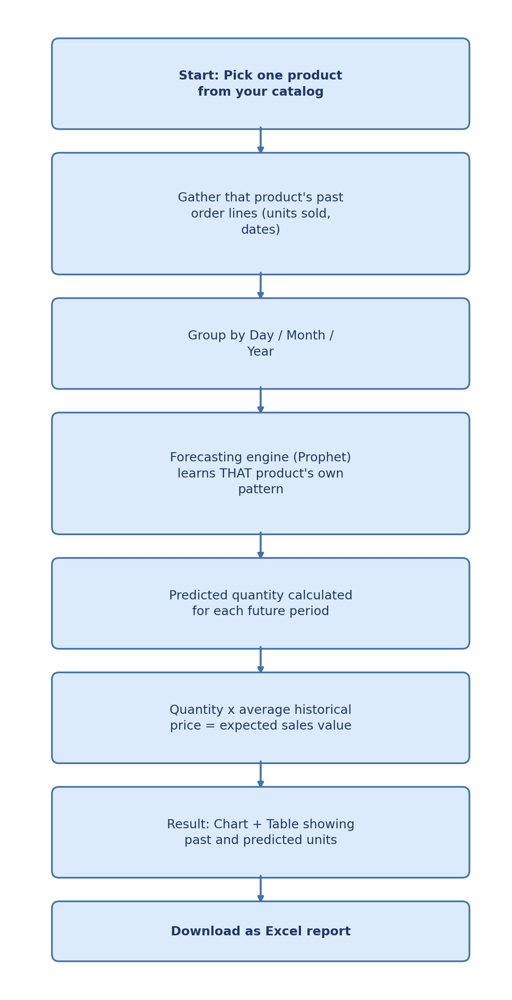 Start: Pick one product
from your catalog
Gather that product's past
order lines (units sold,
dates)
Group by Day / Month /
Year
Forecasting engine (Prophet)
learns THAT product's own
pattern
Predicted quantity calculated
for each future period
Quantity x average historical
price = expected sales value
Result: Chart + Table showing
past and predicted units
Download as Excel report